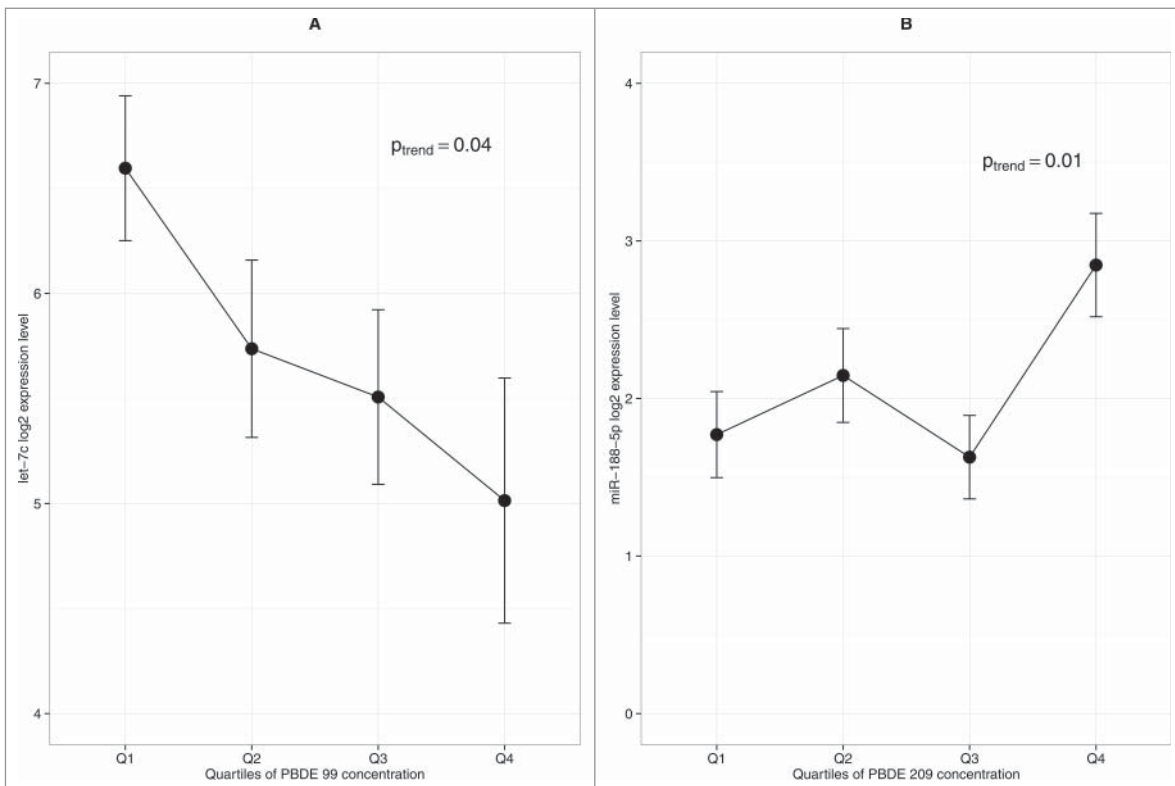 A
7
6
5
4
let-7c log2 expression level
ptrend = 0.04
Q1 Q2 Q3 Q4
Quartiles of PBDE 99 concentration
B
4
3
2
1
0
miR-188-5p log2 expression level
ptrend = 0.01
Q1 Q2 Q3 Q4
Quartiles of PBDE 209 concentration